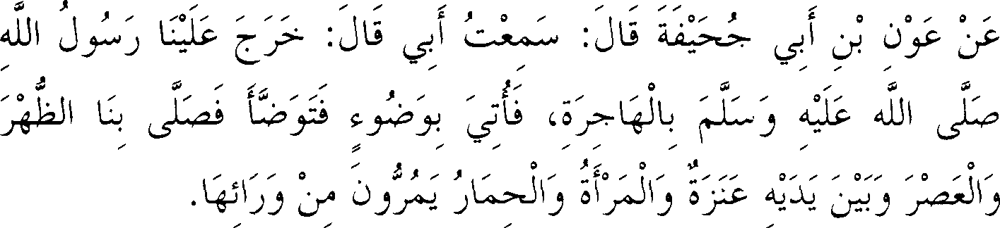 عَنْ عَوْنِ بْنِ أَبِي جُحَيْفَةَ قَالَ: سَمِعْتُ أَبِي قَالَ: خَرَجَ عَلَيْنَا رَسُولُ اللَّهِ
صَلَّى اللَّه عَلَيْهِ وَسَلَّمَ بِالْهَاجِرَةِ، فَأُتِيَ بِوَضُوءٍ فَتَوَضَّأَ فَصَلَّى بِنَا الظُّهْرَ
وَالْعَصْرَ وَبَيْنَ يَدَيْهِ عَنَزَةٌ وَالْمَرْأَةُ وَالْحِمَارُ يَمُرُّونَ مِنْ وَرَائِهَا.